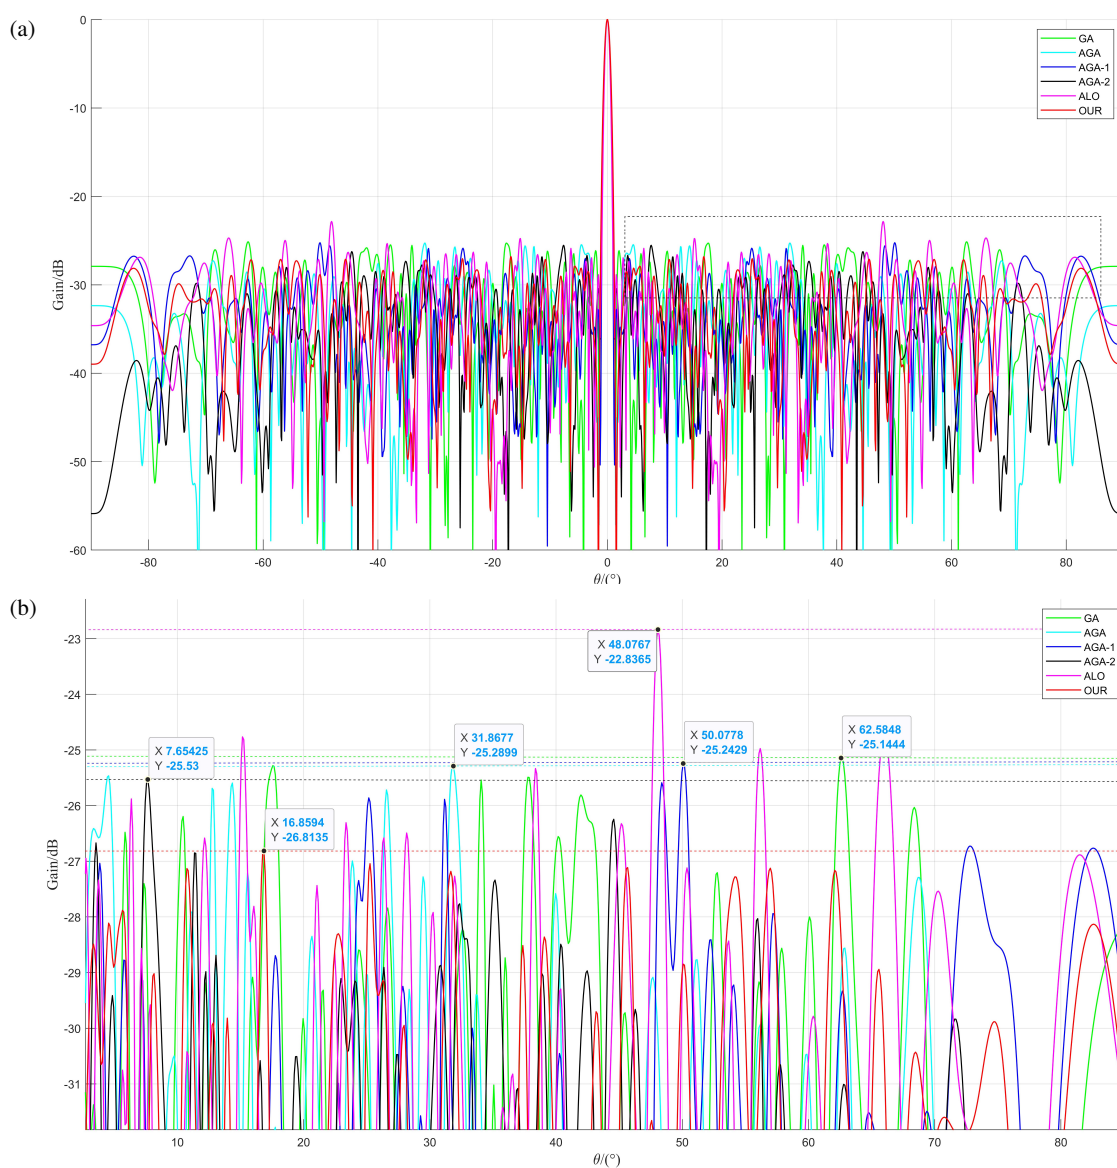 (a)
0
-10
-20
-30
-40
-50
-60
Gain/dB
-80
-60
-40
-20
0
20
40
60
80
θ/(°)
GA
AGA
AGA-1
AGA-2
ALO
OUR
(b)
-23
-24
-25
-26
-27
-28
-29
-30
-31
Gain/dB
X 7.65425
Y -25.53
X 16.8594
Y -26.8135
X 31.8677
Y -25.2899
X 48.0767
Y -22.8365
X 50.0778
Y -25.2429
X 62.5848
Y -25.1444
GA
AGA
AGA-1
AGA-2
ALO
OUR
10
20
30
40
50
60
70
80
θ/(°)